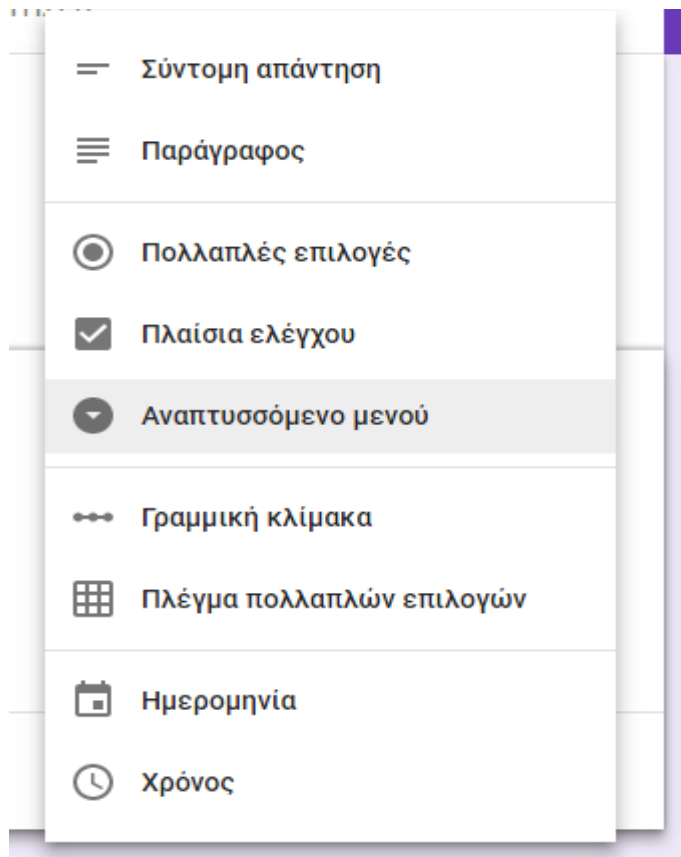 Σύντομη απάντηση
Παράγραφος
Πολλαπλές επιλογές
Πλαίσια ελέγχου
Αναπτυσσόμενο μενού
Γραμμική κλίμακα
Πλέγμα πολλαπλών επιλογών
Ημερομηνία
Χρόνος